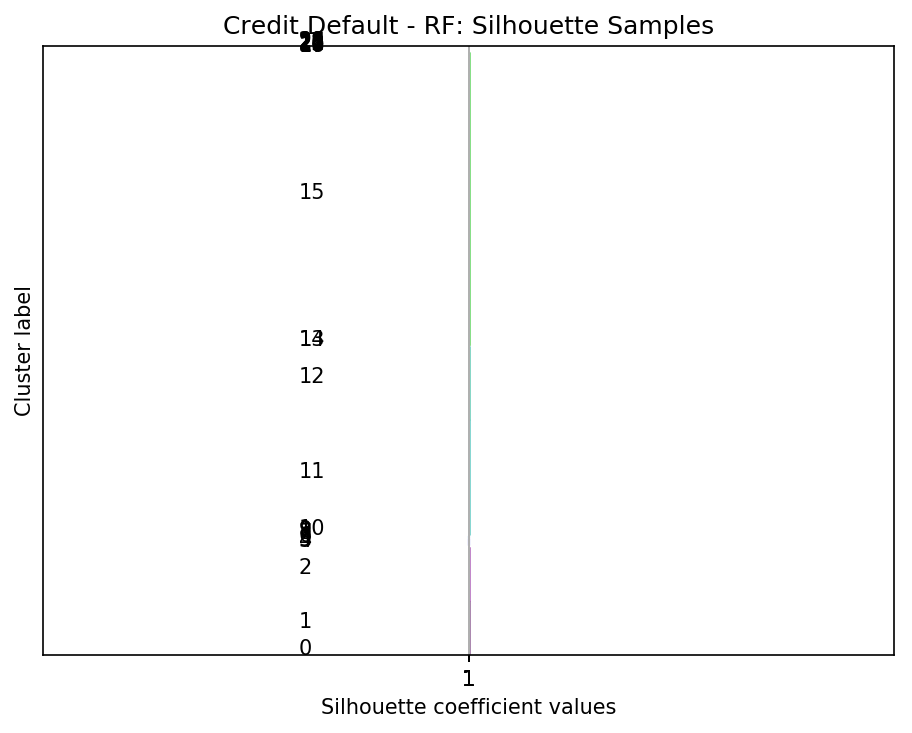 Credit Default - RF: Silhouette Samples
15
12
11
2
1
0
Cluster label
1
Silhouette coefficient values